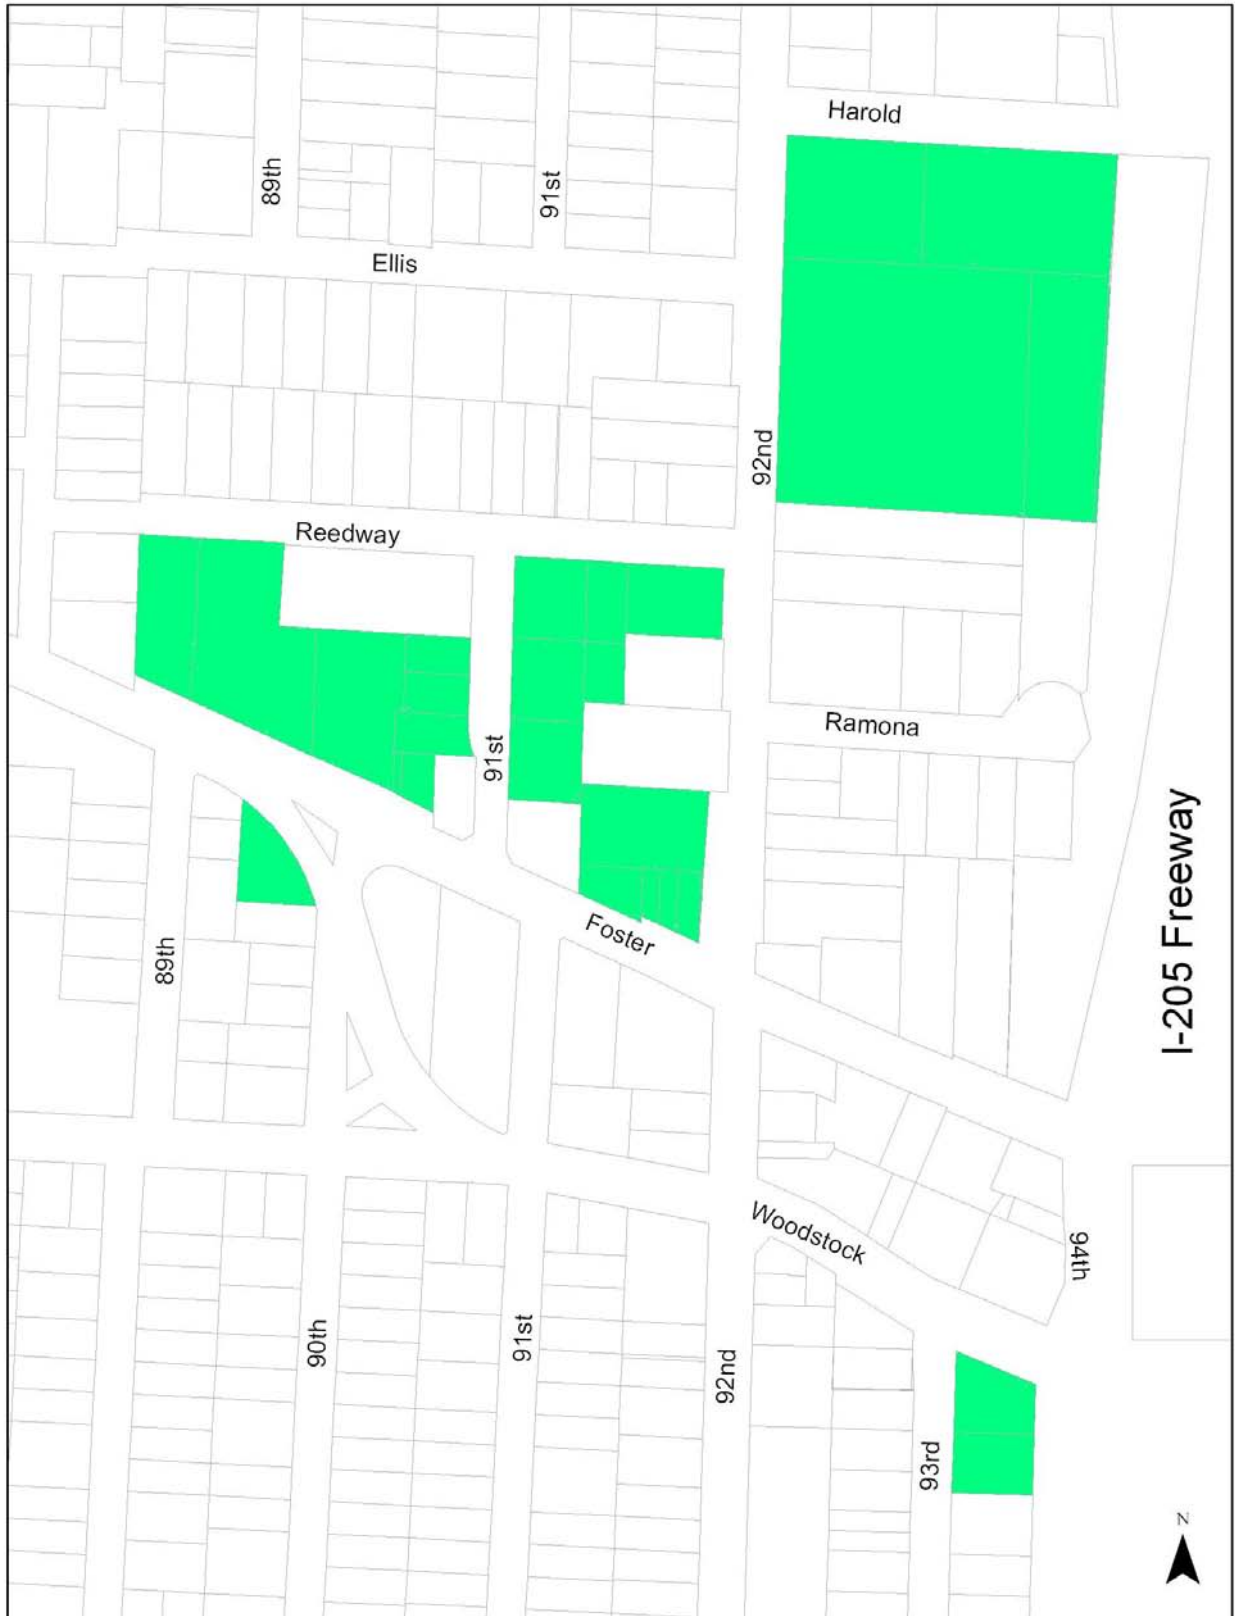 Harold
89th
91st
Ellis
92nd
Reedway
Ramona
91st
I-205 Freeway
Foster
89th
Woodstock
94th
90th
91st
92nd
93rd
N